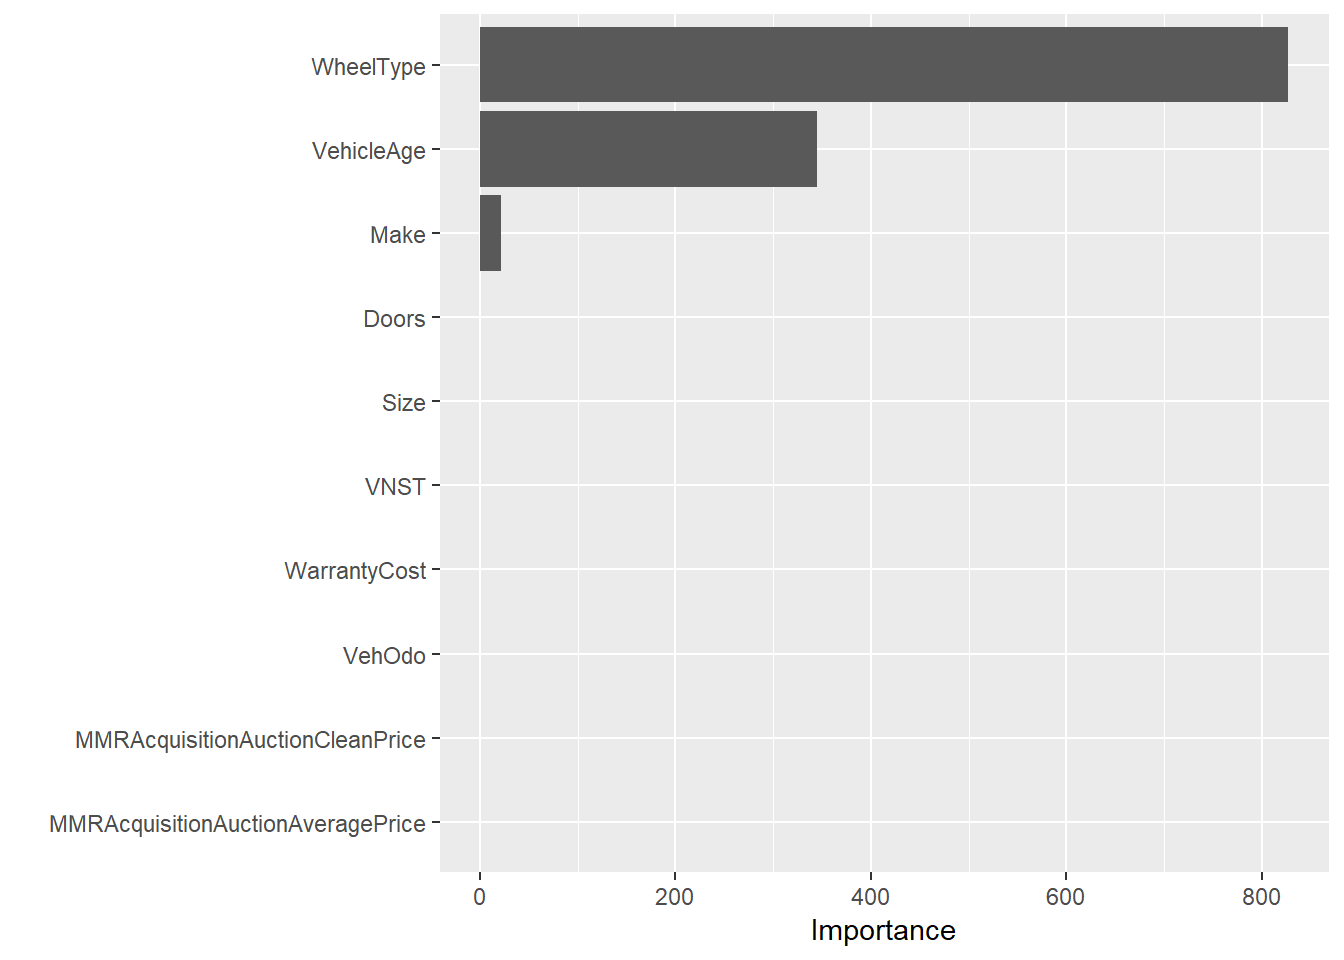 WheelType
VehicleAge
Make
Doors
Size
VNST
WarrantyCost
VehOdo
MMRAcquisitionAuctionCleanPrice
MMRAcquisitionAuctionAveragePrice
0 200 400 600 800
Importance